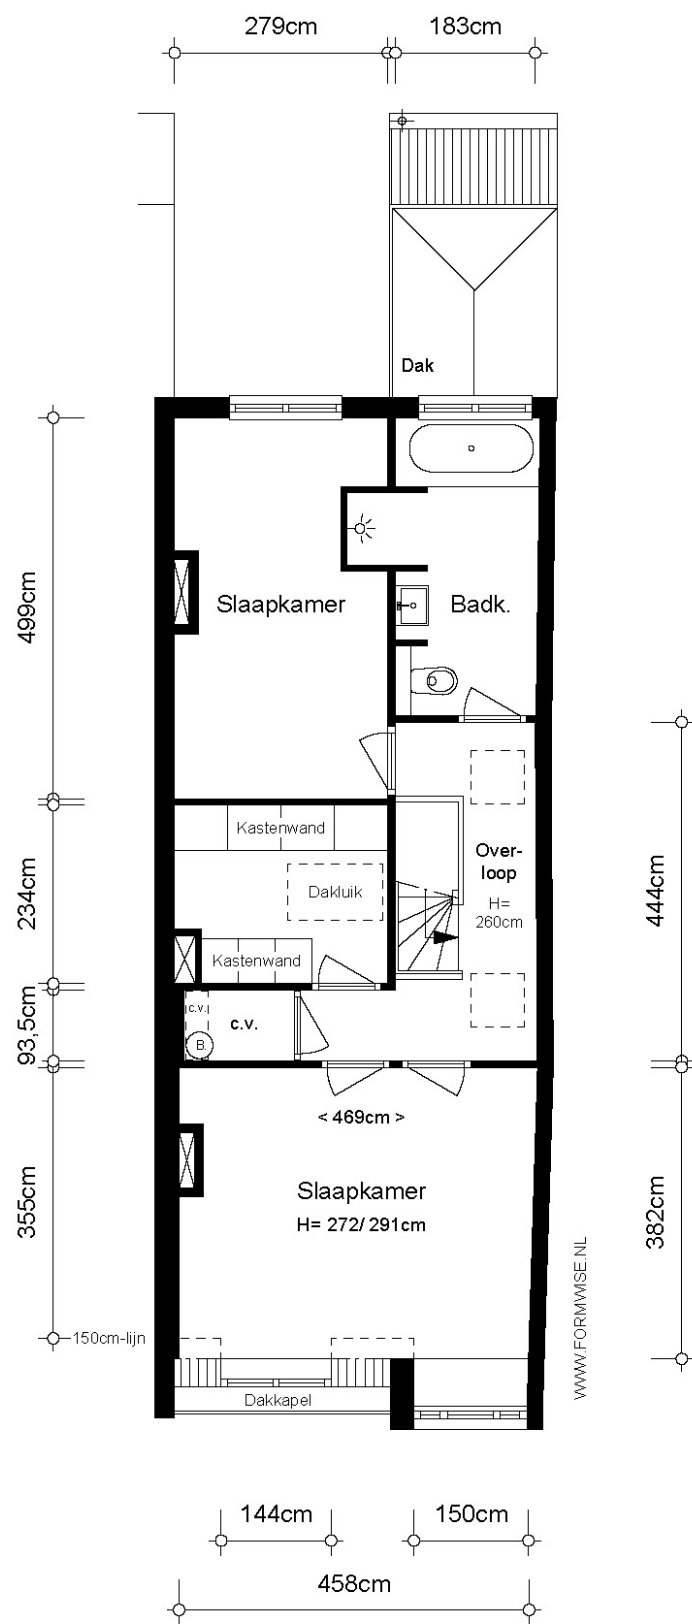 279cm
183cm
Dak
499cm
Slaapkamer
Badk.
Kastenwand
Dakluik
234cm
Over-
loop
H=
260cm
444cm
Kastenwand
93,5cm
c.v.
c.v.
B.
< 469cm >
Slaapkamer
H= 272/ 291cm
355cm
382cm
WWW.FORMWISE.NL
150cm-lijn
Dakkapel
144cm
150cm
458cm